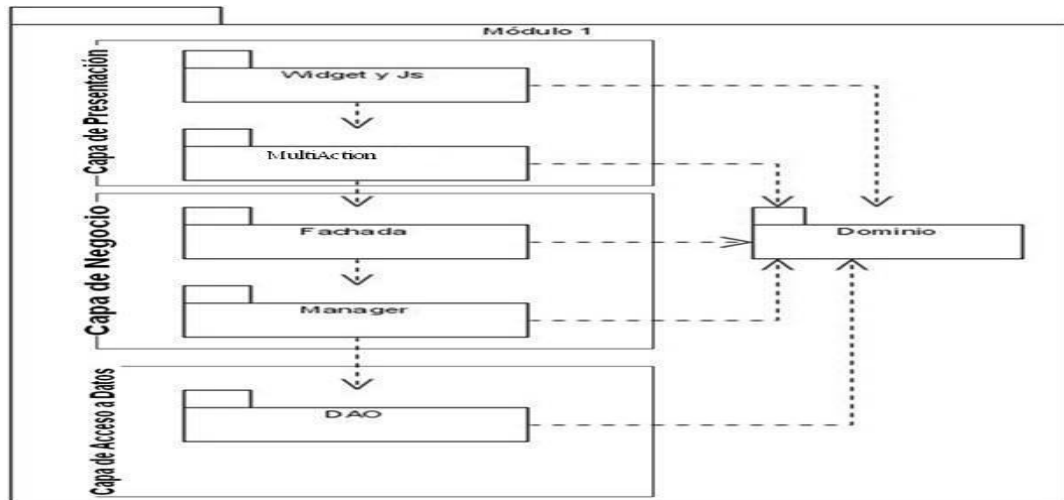 Módulo 1
Capa de Presentación
Widget y Js
MultiAction
Capa de Negocio
Fachada
Dominio
Manager
Capa de Acceso a Datos
DAO